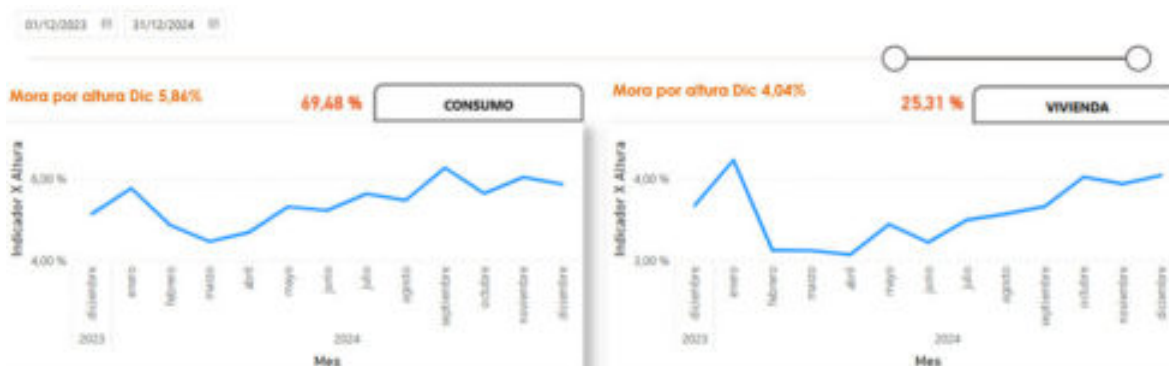 01/12/2023 31/12/2024
Mora por altura Dic 5,86%
69,48 %
CONSUMO
Indicador X Altura
6,00 %
4,00 %
diciembre enero febrero marzo abril mayo junio julio agosto septiembre octubre noviembre diciembre
2023 2024
Mes
Mora por altura Dic 4,04%
25,31 %
VIVIENDA
Indicador X Altura
4,00 %
diciembre enero febrero marzo abril mayo junio julio agosto septiembre octubre noviembre diciembre
2023 2024
Mes